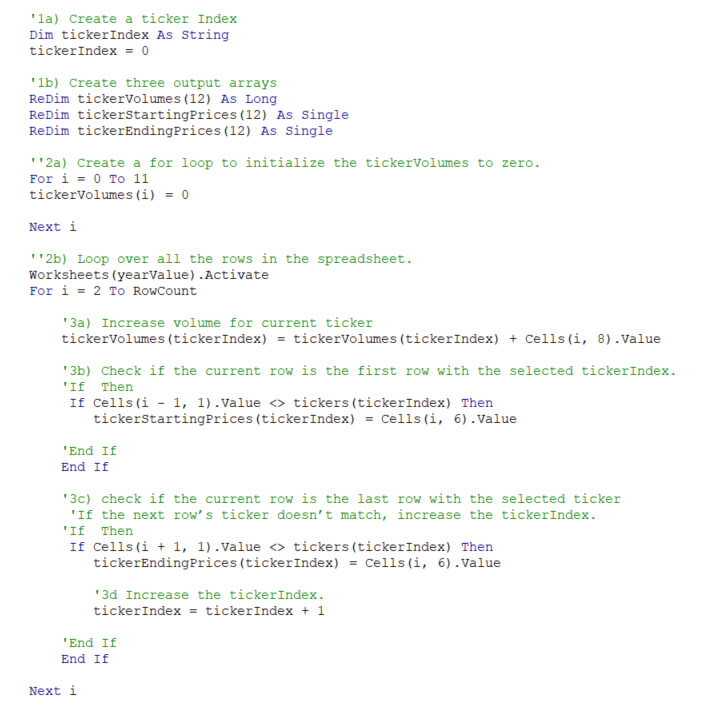 '1a) Create a ticker Index
Dim tickerIndex As String
tickerIndex = 0

'1b) Create three output arrays
ReDim tickerVolumes(12) As Long
ReDim tickerStartingPrices(12) As Single
ReDim tickerEndingPrices(12) As Single

''2a) Create a for loop to initialize the tickerVolumes to zero.
For i = 0 To 11
tickerVolumes(i) = 0

Next i

''2b) Loop over all the rows in the spreadsheet.
Worksheets(yearValue).Activate
For i = 2 To RowCount

    '3a) Increase volume for current ticker
    tickerVolumes(tickerIndex) = tickerVolumes(tickerIndex) + Cells(i, 8).Value

    '3b) Check if the current row is the first row with the selected tickerIndex.
    'If  Then
     If Cells(i - 1, 1).Value <> tickers(tickerIndex) Then
        tickerStartingPrices(tickerIndex) = Cells(i, 6).Value

    'End If
    End If

    '3c) check if the current row is the last row with the selected ticker
     'If the next row’s ticker doesn’t match, increase the tickerIndex.
    'If  Then
     If Cells(i + 1, 1).Value <> tickers(tickerIndex) Then
        tickerEndingPrices(tickerIndex) = Cells(i, 6).Value

        '3d Increase the tickerIndex.
        tickerIndex = tickerIndex + 1

    'End If
    End If

Next i